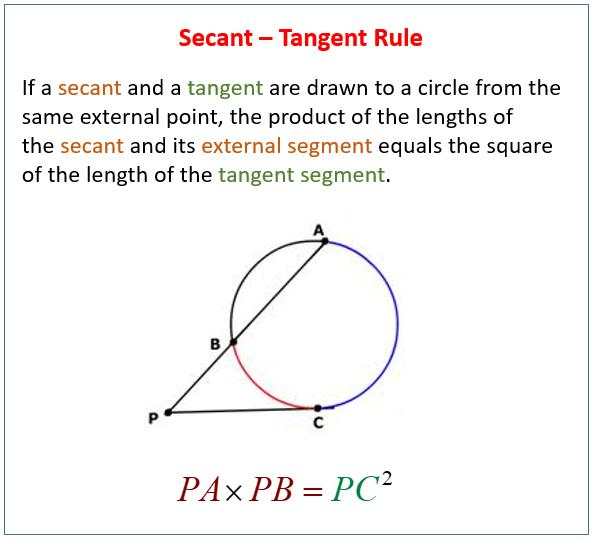 Secant – Tangent Rule
If a secant and a tangent are drawn to a circle from the
same external point, the product of the lengths of
the secant and its external segment equals the square
of the length of the tangent segment.
A
B
P
C
PA× PB = PC²